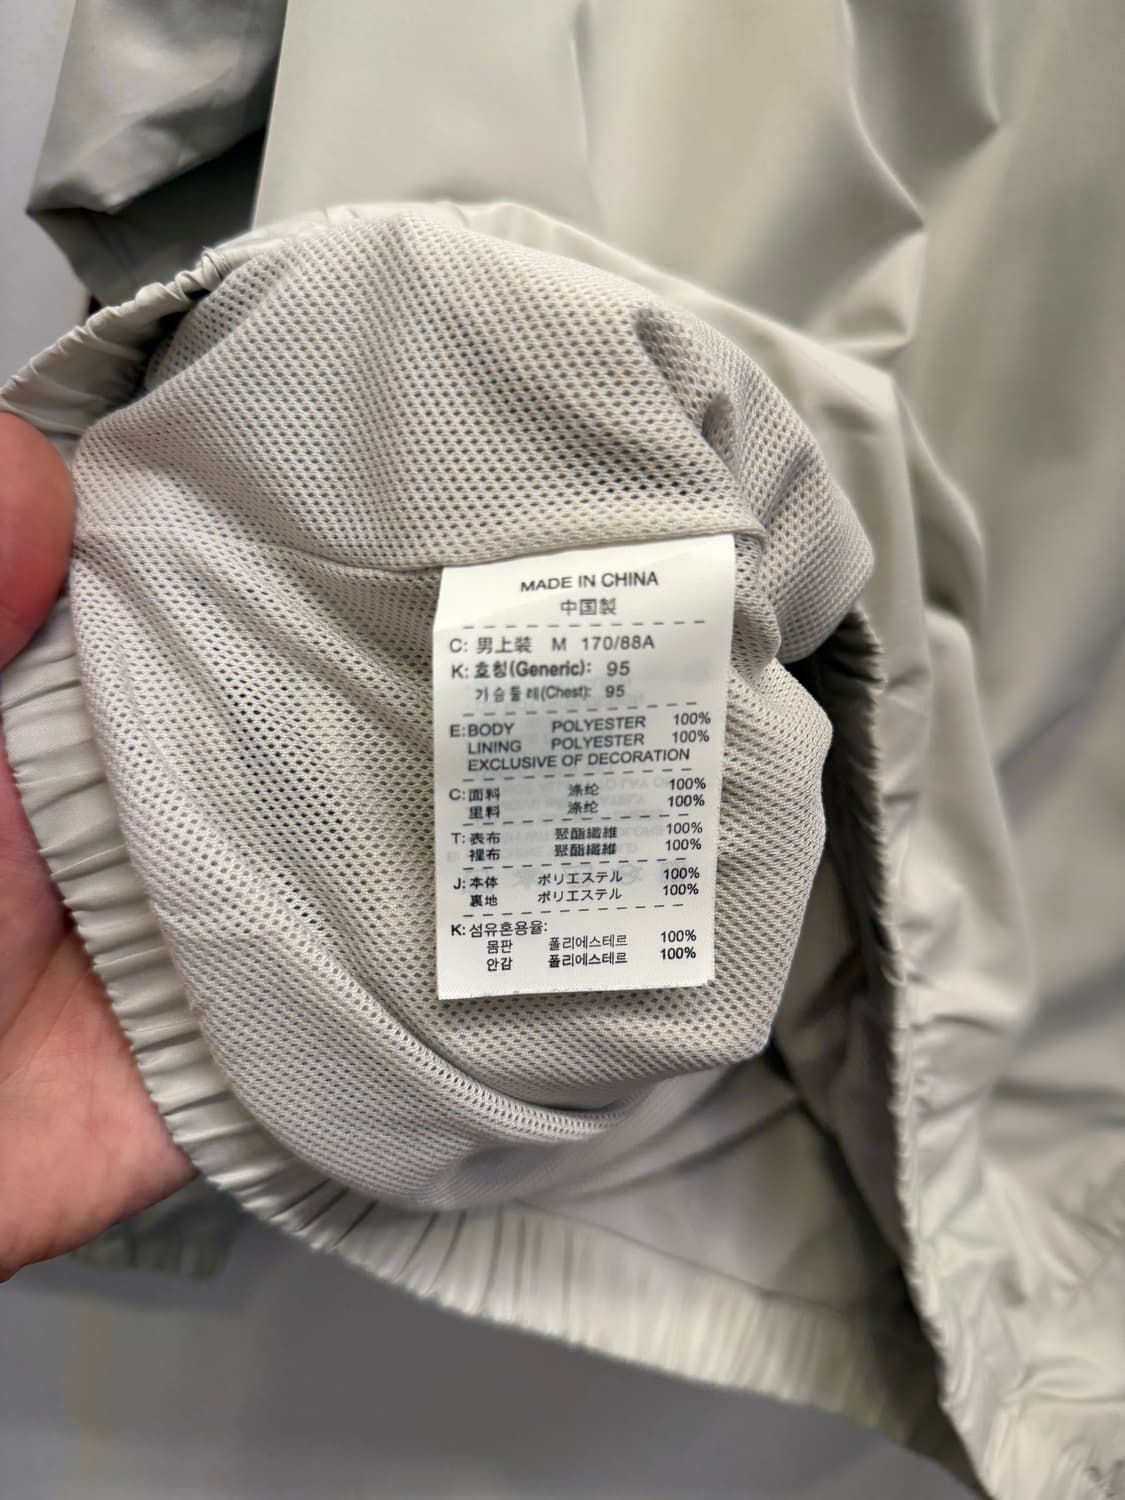 MADE IN CHINA
中国製
C: 男上装 M 170/88A
K: 호칭(Generic): 95
가슴둘레(Chest): 95
E: BODY POLYESTER 100%
LINING POLYESTER 100%
EXCLUSIVE OF DECORATION
C: 面料 涤纶 100%
里料 涤纶 100%
T: 表布 聚酯纖維 100%
裡布 聚酯纖維 100%
J: 本体 ポリエステル 100%
裏地 ポリエステル 100%
K: 섬유혼용율:
몸판 폴리에스테르 100%
안감 폴리에스테르 100%